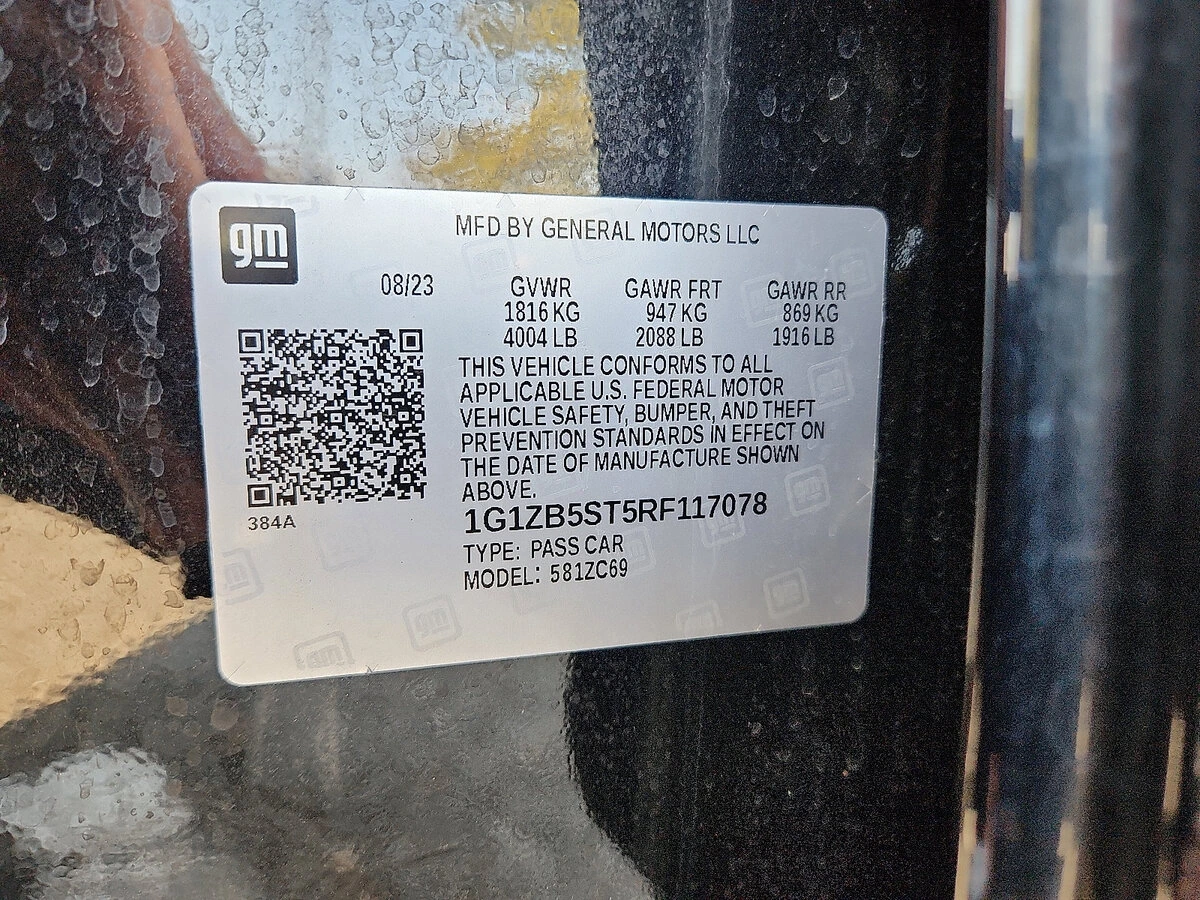 gm
MFD BY GENERAL MOTORS LLC
08/23 GVWR GAWR FRT GAWR RR
1816 KG 947 KG 869 KG
4004 LB 2088 LB 1916 LB
THIS VEHICLE CONFORMS TO ALL
APPLICABLE U.S. FEDERAL MOTOR
VEHICLE SAFETY, BUMPER, AND THEFT
PREVENTION STANDARDS IN EFFECT ON
THE DATE OF MANUFACTURE SHOWN
ABOVE.
384A
1G1ZB5ST5RF117078
TYPE: PASS CAR
MODEL: 581ZC69